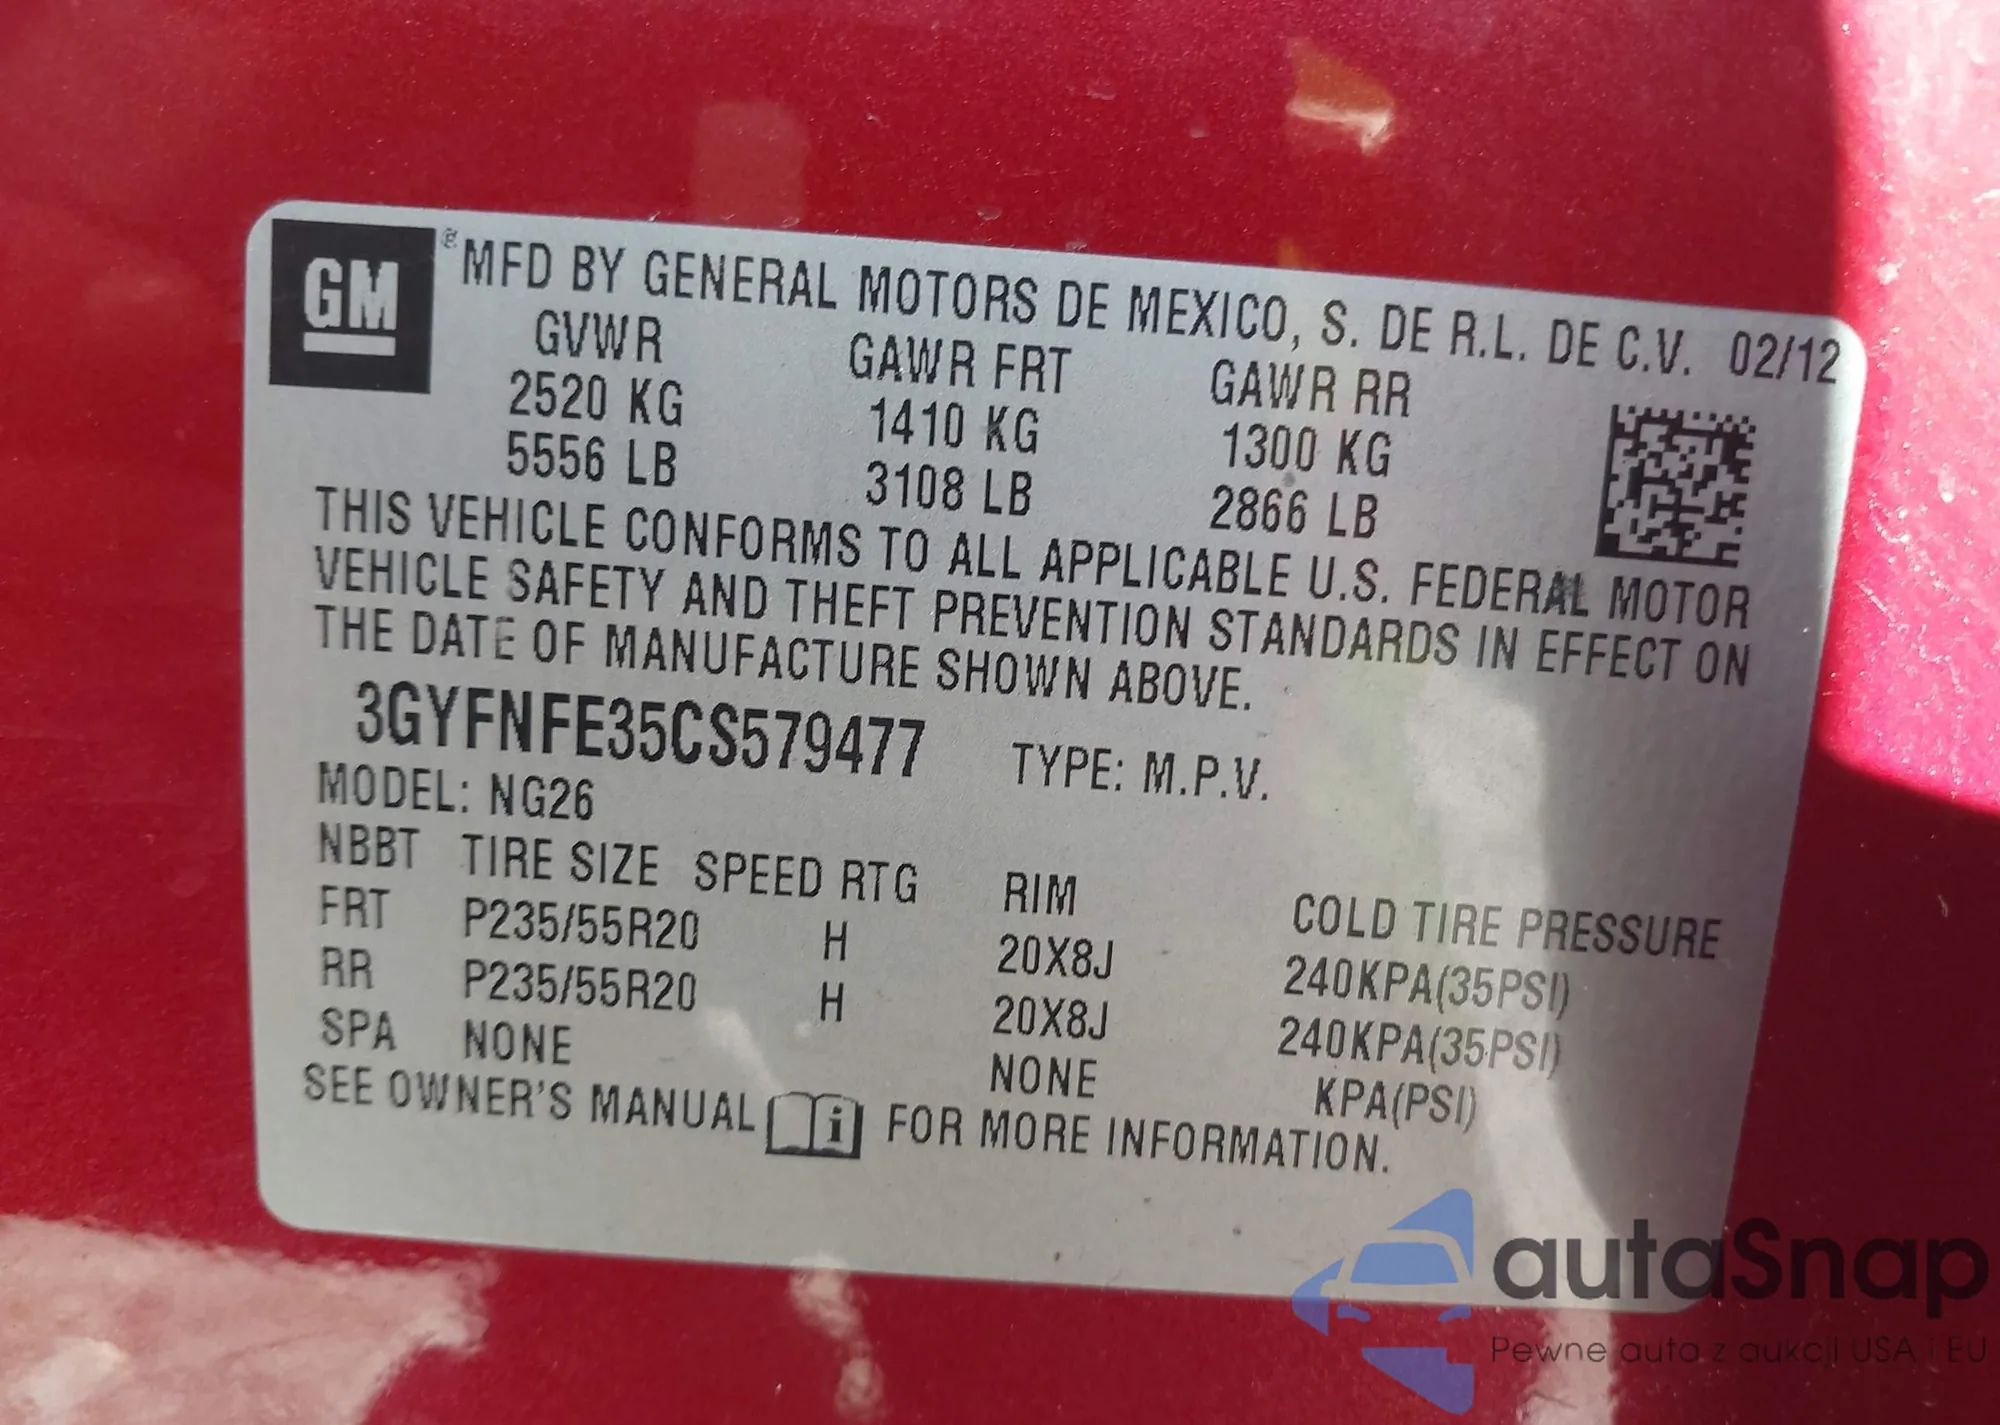 GM ® MFD BY GENERAL MOTORS DE MEXICO, S. DE R.L. DE C.V. 02/12
GVWR GAWR FRT GAWR RR
2520 KG 1410 KG 1300 KG
5556 LB 3108 LB 2866 LB
THIS VEHICLE CONFORMS TO ALL APPLICABLE U.S. FEDERAL MOTOR
VEHICLE SAFETY AND THEFT PREVENTION STANDARDS IN EFFECT ON
THE DATE OF MANUFACTURE SHOWN ABOVE.
3GYFNFE35CS579477 TYPE: M.P.V.
MODEL: NG26
NBBT TIRE SIZE SPEED RTG RIM COLD TIRE PRESSURE
FRT P235/55R20 H 20X8J 240KPA(35PSI)
RR P235/55R20 H 20X8J 240KPA(35PSI)
SPA NONE NONE KPA(PSI)
SEE OWNER'S MANUAL i FOR MORE INFORMATION.
autaSnap
Pewne auta z aukcji USA i EU